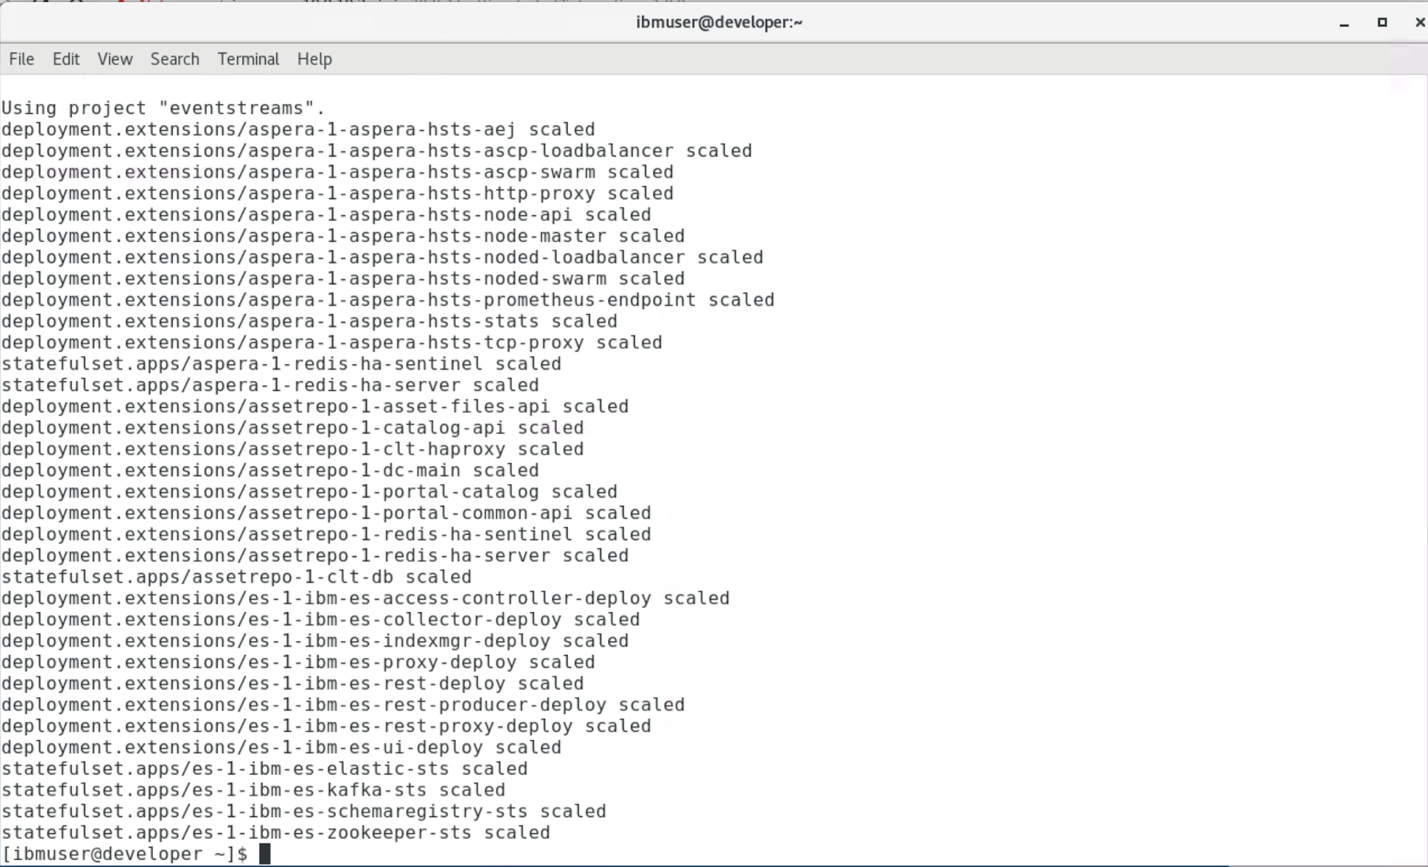 ibmuser@developer:~
File Edit View Search Terminal Help
Using project "eventstreams".
deployment.extensions/aspera-1-aspera-hsts-aej scaled
deployment.extensions/aspera-1-aspera-hsts-ascp-loadbalancer scaled
deployment.extensions/aspera-1-aspera-hsts-ascp-swarm scaled
deployment.extensions/aspera-1-aspera-hsts-http-proxy scaled
deployment.extensions/aspera-1-aspera-hsts-node-api scaled
deployment.extensions/aspera-1-aspera-hsts-node-master scaled
deployment.extensions/aspera-1-aspera-hsts-noded-loadbalancer scaled
deployment.extensions/aspera-1-aspera-hsts-noded-swarm scaled
deployment.extensions/aspera-1-aspera-hsts-prometheus-endpoint scaled
deployment.extensions/aspera-1-aspera-hsts-stats scaled
deployment.extensions/aspera-1-aspera-hsts-tcp-proxy scaled
statefulset.apps/aspera-1-redis-ha-sentinel scaled
statefulset.apps/aspera-1-redis-ha-server scaled
deployment.extensions/assetrepo-1-asset-files-api scaled
deployment.extensions/assetrepo-1-catalog-api scaled
deployment.extensions/assetrepo-1-clt-haproxy scaled
deployment.extensions/assetrepo-1-dc-main scaled
deployment.extensions/assetrepo-1-portal-catalog scaled
deployment.extensions/assetrepo-1-portal-common-api scaled
deployment.extensions/assetrepo-1-redis-ha-sentinel scaled
deployment.extensions/assetrepo-1-redis-ha-server scaled
statefulset.apps/assetrepo-1-clt-db scaled
deployment.extensions/es-1-ibm-es-access-controller-deploy scaled
deployment.extensions/es-1-ibm-es-collector-deploy scaled
deployment.extensions/es-1-ibm-es-indexmgr-deploy scaled
deployment.extensions/es-1-ibm-es-proxy-deploy scaled
deployment.extensions/es-1-ibm-es-rest-deploy scaled
deployment.extensions/es-1-ibm-es-rest-producer-deploy scaled
deployment.extensions/es-1-ibm-es-rest-proxy-deploy scaled
deployment.extensions/es-1-ibm-es-ui-deploy scaled
statefulset.apps/es-1-ibm-es-elastic-sts scaled
statefulset.apps/es-1-ibm-es-kafka-sts scaled
statefulset.apps/es-1-ibm-es-schemaregistry-sts scaled
statefulset.apps/es-1-ibm-es-zookeeper-sts scaled
[ibmuser@developer ~]$